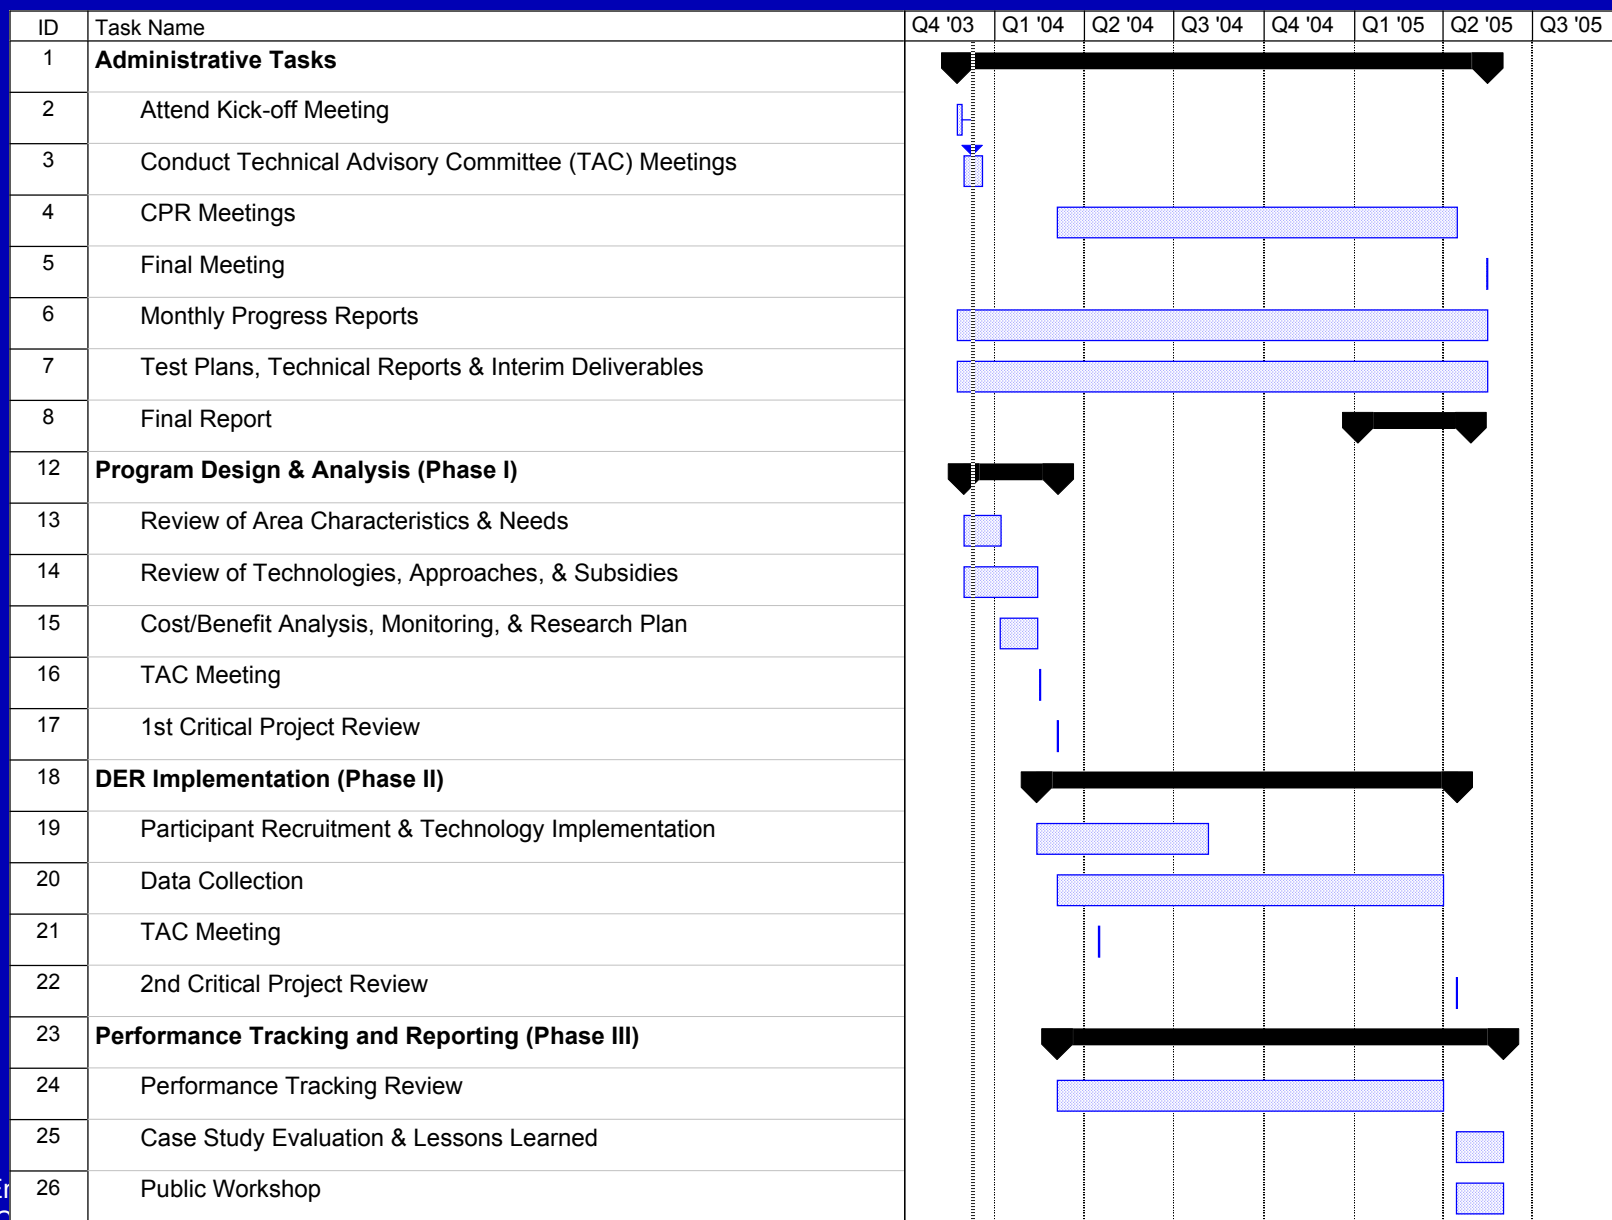 ID Task Name Q4 '03 Q1 '04 Q2 '04 Q3 '04 Q4 '04 Q1 '05 Q2 '05 Q3 '05
1 Administrative Tasks
2 Attend Kick-off Meeting
3 Conduct Technical Advisory Committee (TAC) Meetings
4 CPR Meetings
5 Final Meeting
6 Monthly Progress Reports
7 Test Plans, Technical Reports & Interim Deliverables
8 Final Report
12 Program Design & Analysis (Phase I)
13 Review of Area Characteristics & Needs
14 Review of Technologies, Approaches, & Subsidies
15 Cost/Benefit Analysis, Monitoring, & Research Plan
16 TAC Meeting
17 1st Critical Project Review
18 DER Implementation (Phase II)
19 Participant Recruitment & Technology Implementation
20 Data Collection
21 TAC Meeting
22 2nd Critical Project Review
23 Performance Tracking and Reporting (Phase III)
24 Performance Tracking Review
25 Case Study Evaluation & Lessons Learned
26 Public Workshop